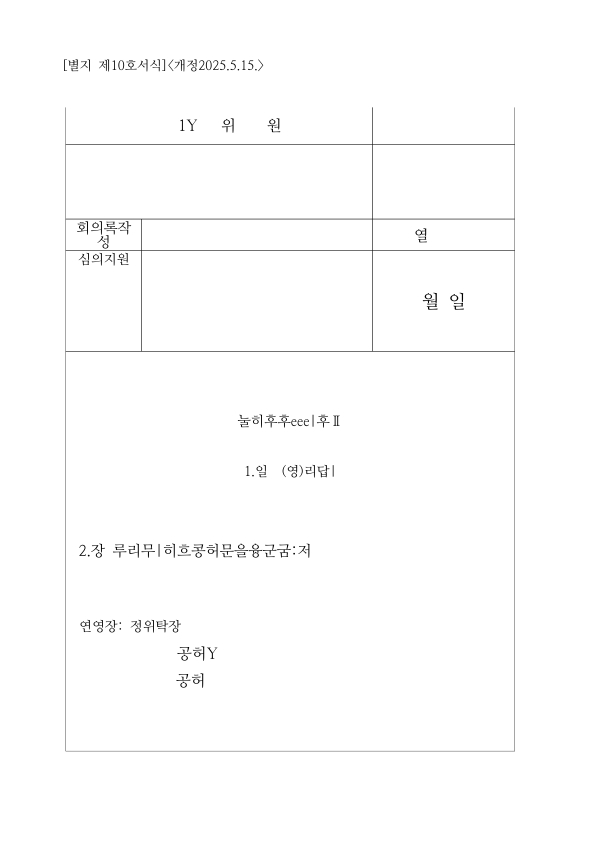 [별지 제10호서식]<개정2025.5.15.>
1Y 위 원
회의록작
성
열
심의지원
월 일
눌히후후eee|후Ⅱ
1.일 (영)리답|
2.장 루리무|히흐콩허문을융군굼:저
연영장: 정위탁장
공허Y
공허